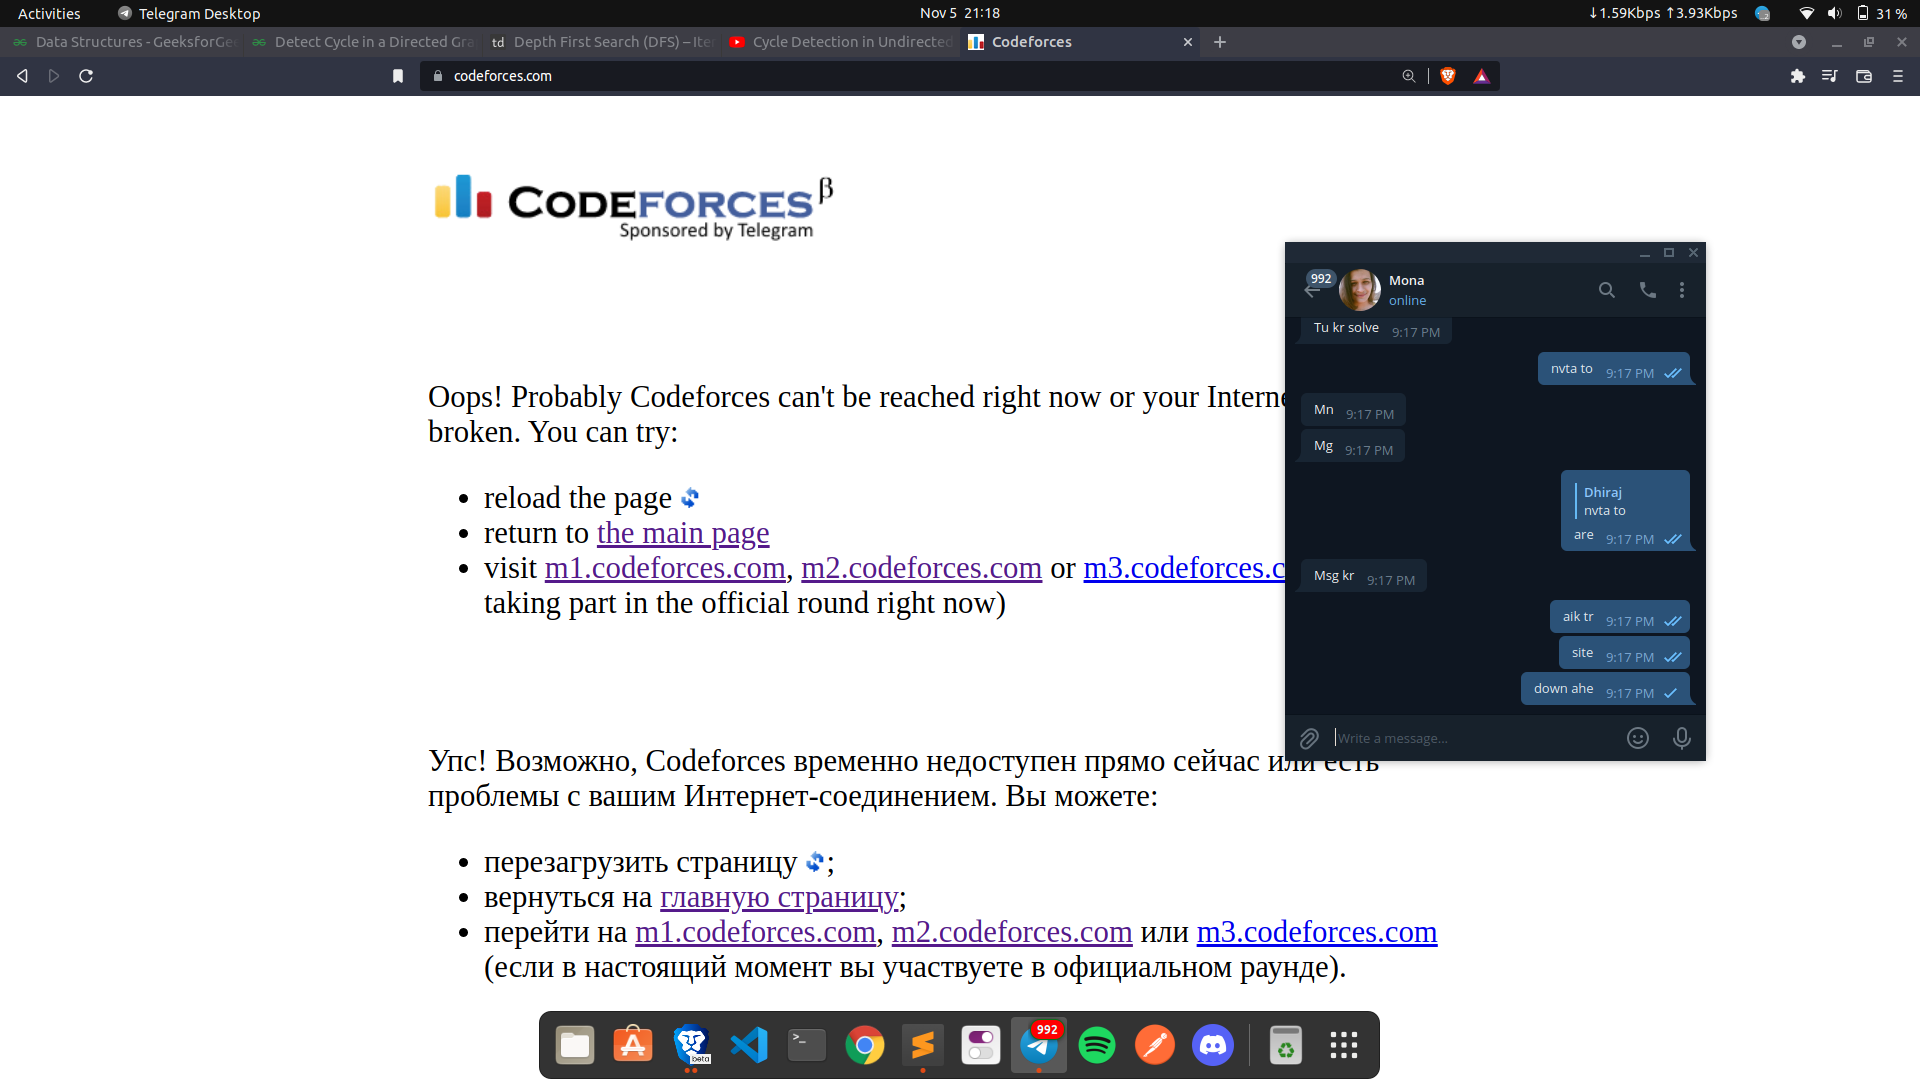 Activities
Telegram Desktop
Nov 5 21:18
↓1.59Kbps ↑3.93Kbps
31 %
Data Structures - GeeksforGe
Detect Cycle in a Directed Gra
td Depth First Search (DFS) – Iter
Cycle Detection in Undirected
Codeforces
codeforces.com
CODEFORCES β
Sponsored by Telegram
Oops! Probably Codeforces can't be reached right now or your Interne
broken. You can try:
• reload the page
• return to the main page
• visit m1.codeforces.com, m2.codeforces.com or m3.codeforces.c
taking part in the official round right now)
Упс! Возможно, Codeforces временно недоступен прямо сейчас или есть
проблемы с вашим Интернет-соединением. Вы можете:
• перезагрузить страницу ;
• вернуться на главную страницу;
• перейти на m1.codeforces.com, m2.codeforces.com или m3.codeforces.com
(если в настоящий момент вы участвуете в официальном раунде).
992
Mona
online
Tu kr solve 9:17 PM
nvta to 9:17 PM
Mn 9:17 PM
Mg 9:17 PM
Dhiraj
nvta to
are 9:17 PM
Msg kr 9:17 PM
aik tr 9:17 PM
site 9:17 PM
down ahe 9:17 PM
Write a message...
beta
>_
992